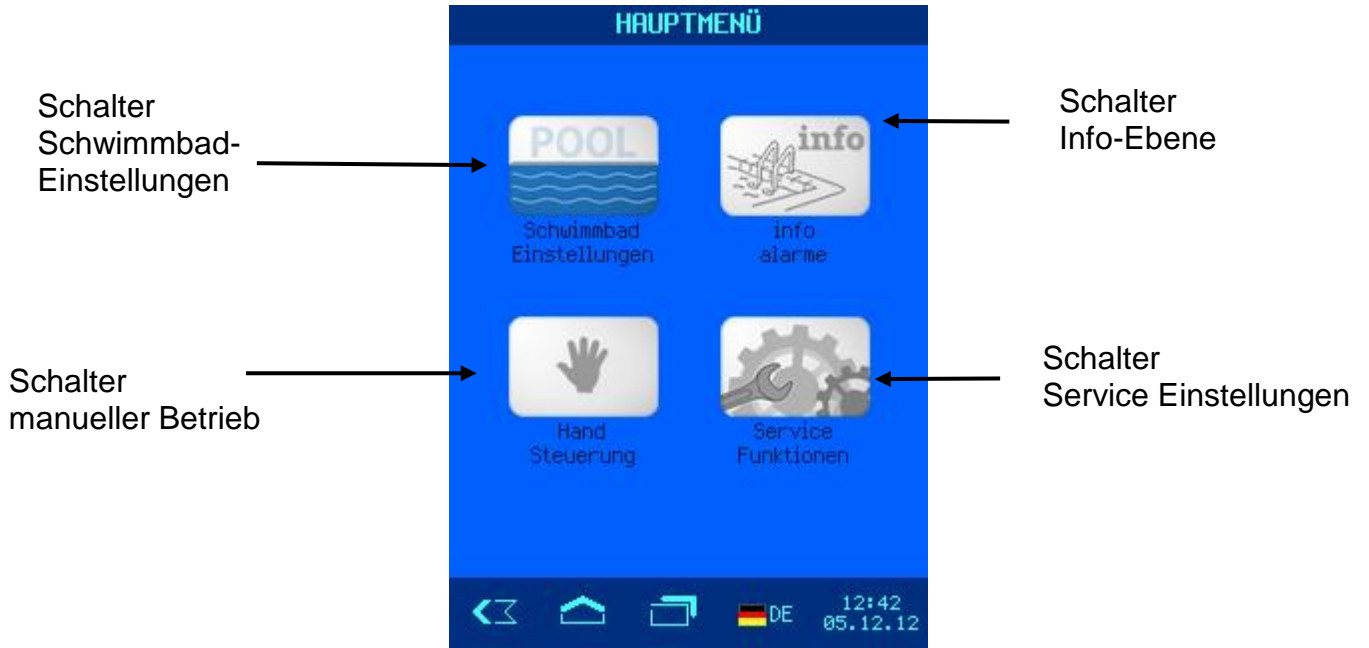 HAUPTMENÜ
Schalter
Schwimmbad-
Einstellungen
Schalter
Info-Ebene
POOL
info
Schwimmbad
Einstellungen
info
alarme
Schalter
manueller Betrieb
Schalter
Service Einstellungen
Hand
Steuerung
Service
Funktionen
DE
12:42
05.12.12